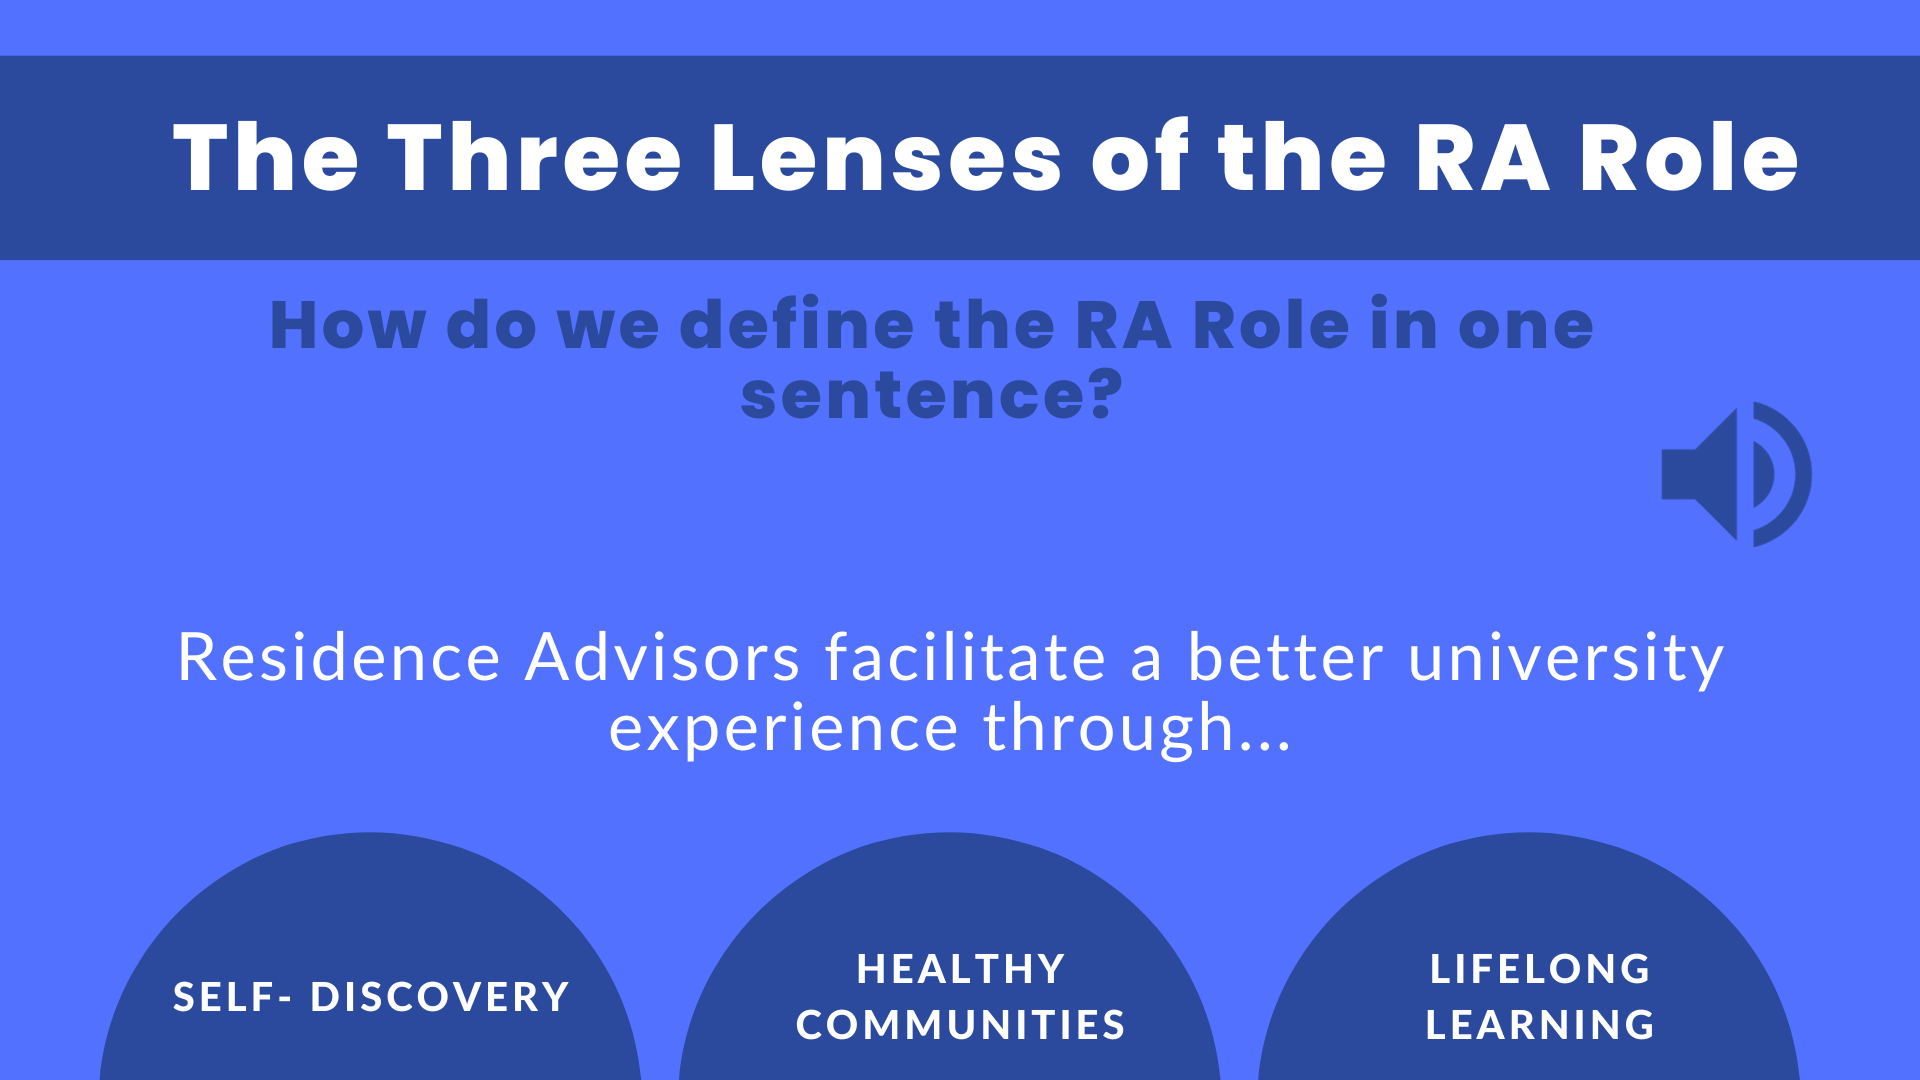 The Three Lenses of the RA Role
How do we define the RA Role in one
sentence?
Residence Advisors facilitate a better university
experience through...
SELF- DISCOVERY
HEALTHY
COMMUNITIES
LIFELONG
LEARNING